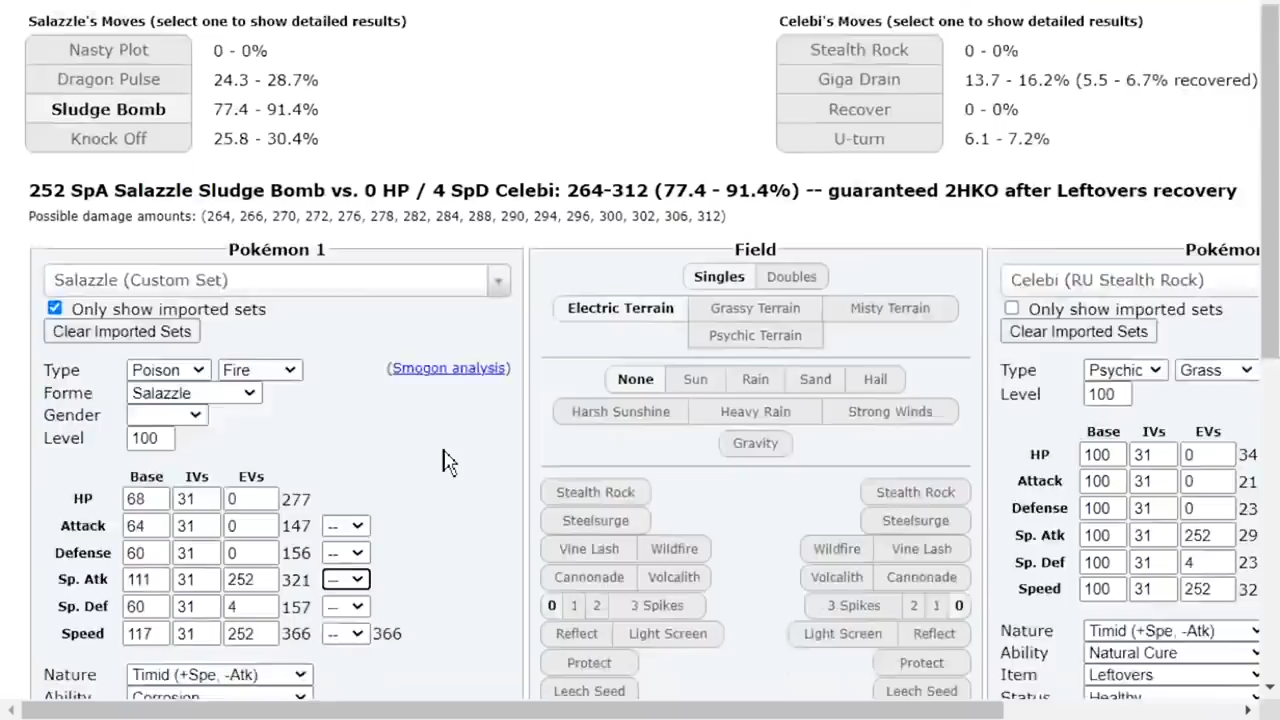 Salazzle's Moves (select one to show detailed results)
Nasty Plot 0 - 0%
Dragon Pulse 24.3 - 28.7%
Sludge Bomb 77.4 - 91.4%
Knock Off 25.8 - 30.4%
Celebi's Moves (select one to show detailed results)
Stealth Rock 0 - 0%
Giga Drain 13.7 - 16.2% (5.5 - 6.7% recovered)
Recover 0 - 0%
U-turn 6.1 - 7.2%
252 SpA Salazzle Sludge Bomb vs. 0 HP / 4 SpD Celebi: 264-312 (77.4 - 91.4%) -- guaranteed 2HKO after Leftovers recovery
Possible damage amounts: (264, 266, 270, 272, 276, 278, 282, 284, 288, 290, 294, 296, 300, 302, 306, 312)
Pokémon 1
Salazzle (Custom Set)
Only show imported sets
Clear Imported Sets
Type Poison Fire (Smogon analysis)
Forme Salazzle
Gender
Level 100
Base IVs EVs
HP 68 31 0 277
Attack 64 31 0 147 --
Defense 60 31 0 156 --
Sp. Atk 111 31 252 321 --
Sp. Def 60 31 4 157 --
Speed 117 31 252 366 -- 366
Nature Timid (+Spe, -Atk)
Ability Corrosion
Field
Singles Doubles
Electric Terrain Grassy Terrain Misty Terrain
Psychic Terrain
None Sun Rain Sand Hail
Harsh Sunshine Heavy Rain Strong Winds
Gravity
Stealth Rock Stealth Rock
Steelsurge Steelsurge
Vine Lash Wildfire Wildfire Vine Lash
Cannonade Volcalith Volcalith Cannonade
0 1 2 3 Spikes 3 Spikes 2 1 0
Reflect Light Screen Light Screen Reflect
Protect Protect
Leech Seed Leech Seed
Pokémon
Celebi (RU Stealth Rock)
Only show imported sets
Clear Imported Sets
Type Psychic Grass
Level 100
Base IVs EVs
HP 100 31 0 34
Attack 100 31 0 21
Defense 100 31 0 23
Sp. Atk 100 31 252 29
Sp. Def 100 31 4 23
Speed 100 31 252 32
Nature Timid (+Spe, -Atk)
Ability Natural Cure
Item Leftovers
Status Healthy